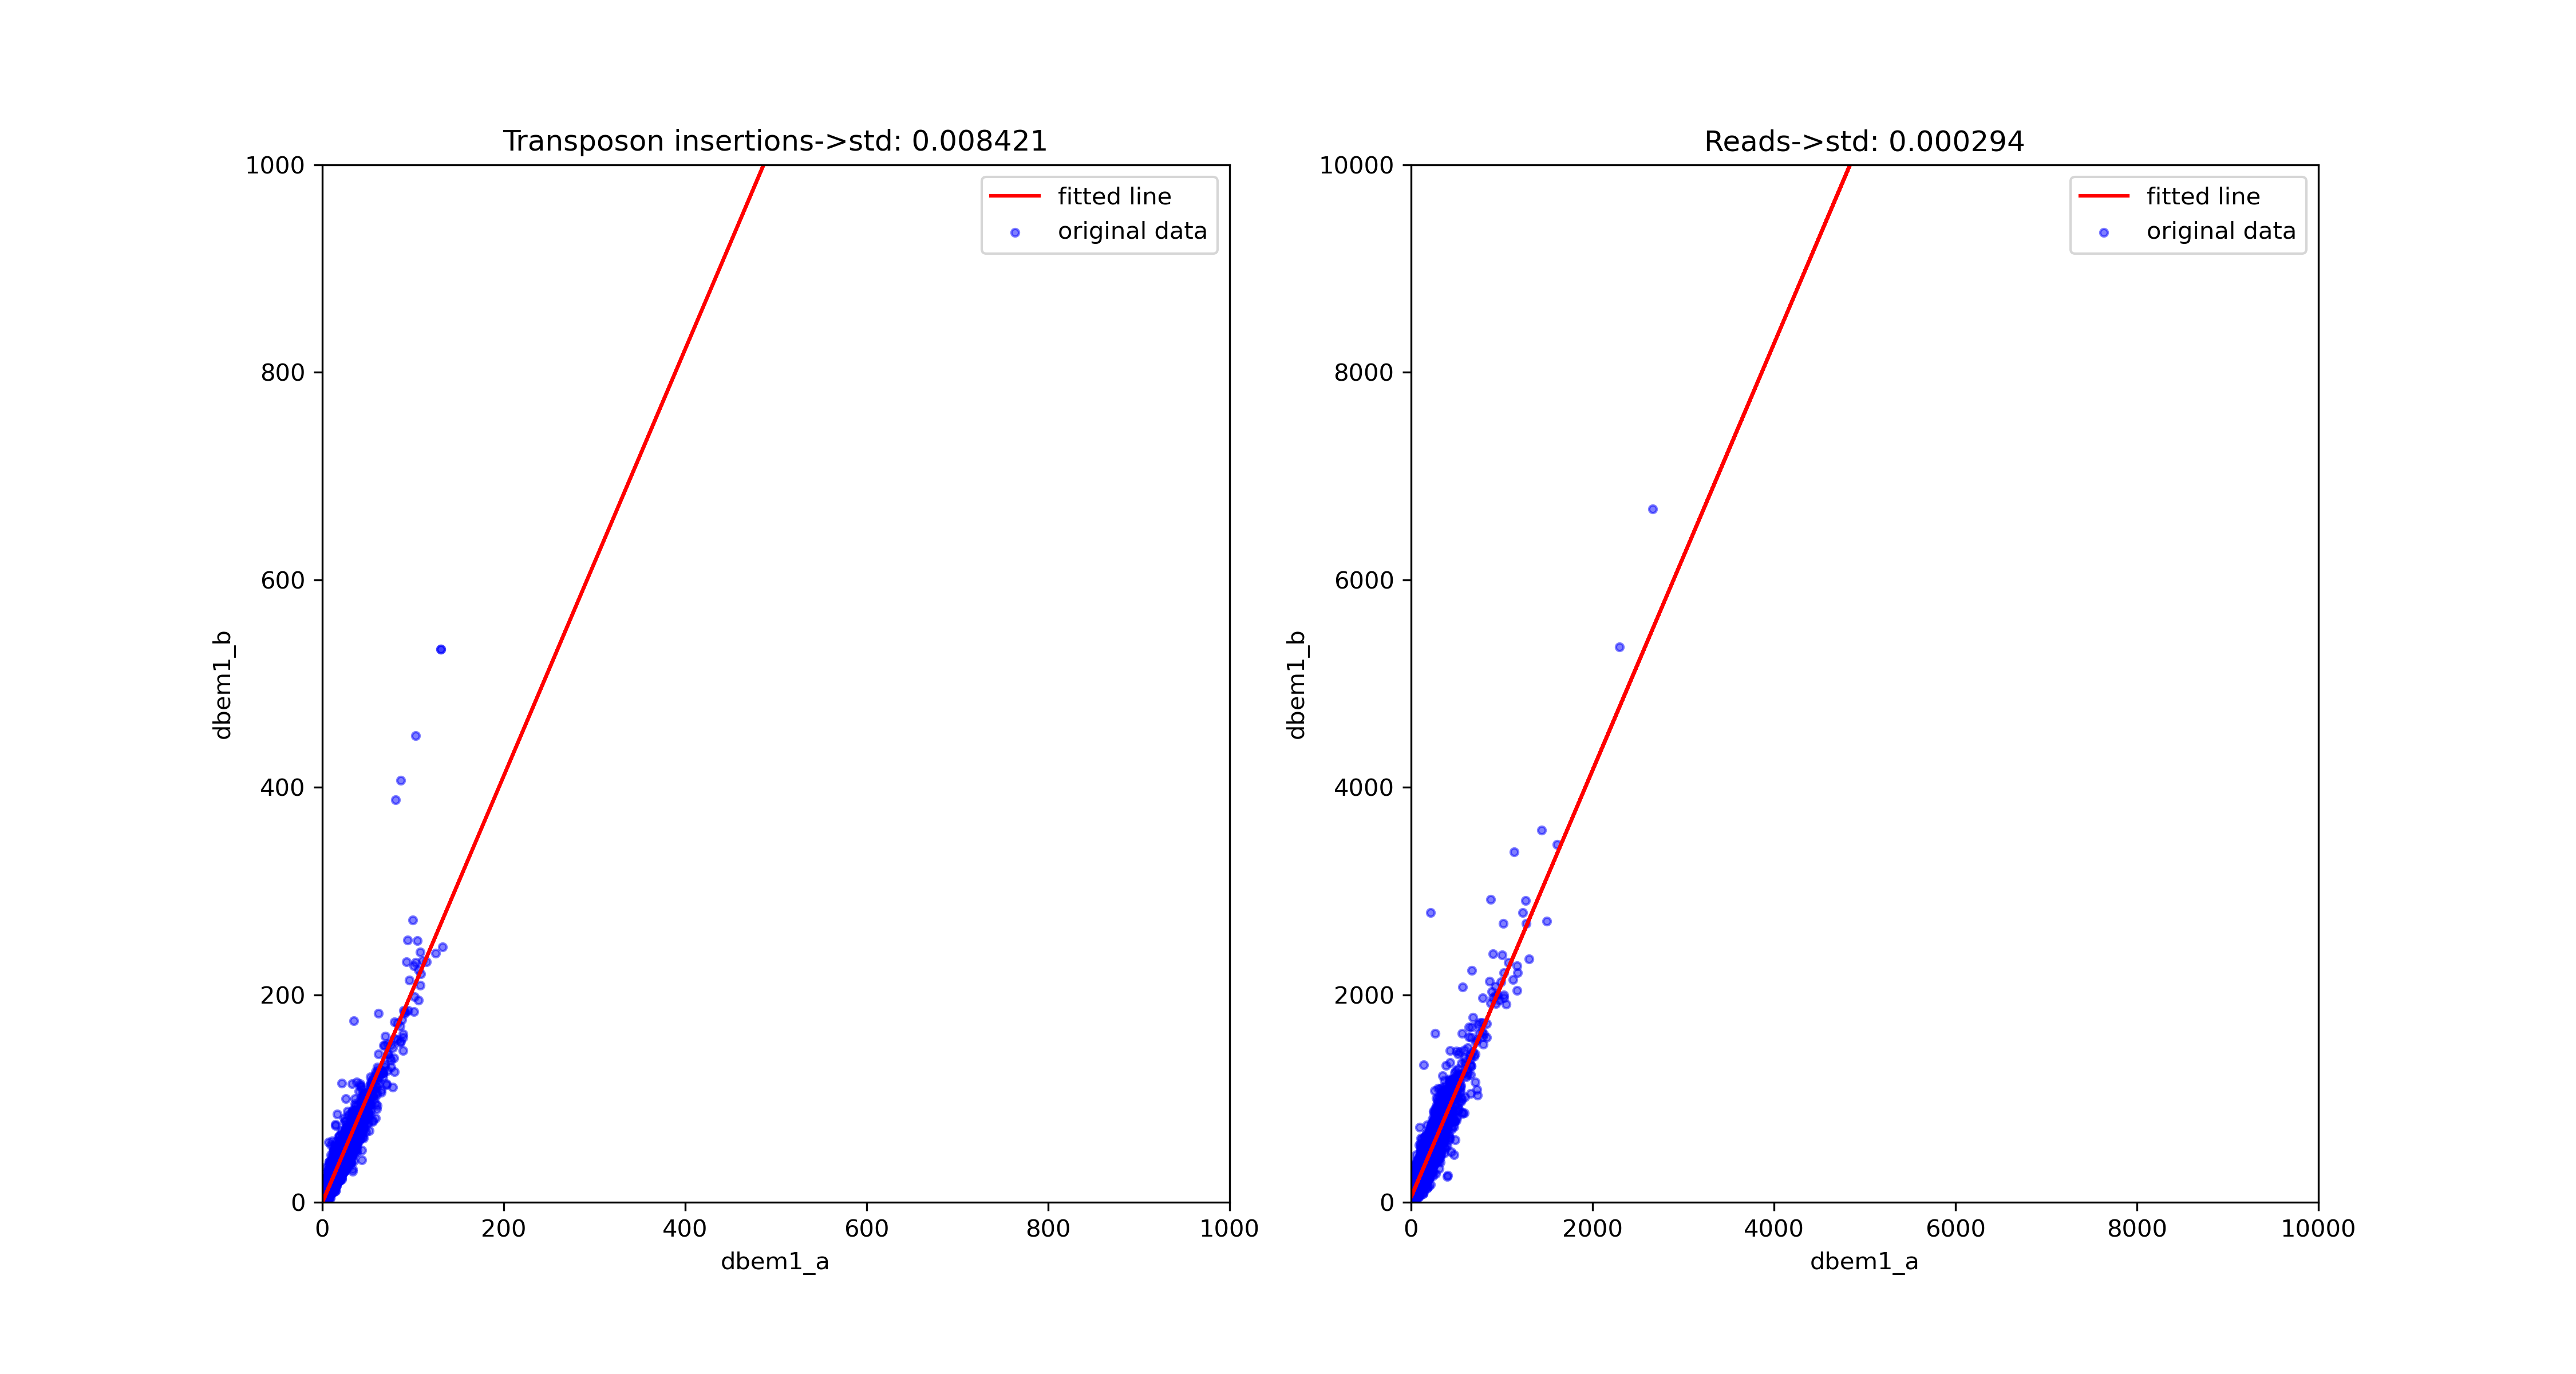 Transposon insertions->std: 0.008421
1000
800
600
400
200
0
dbem1_b
fitted line
original data
0 200 400 600 800 1000
dbem1_a
Reads->std: 0.000294
10000
8000
6000
4000
2000
0
dbem1_b
fitted line
original data
0 2000 4000 6000 8000 10000
dbem1_a